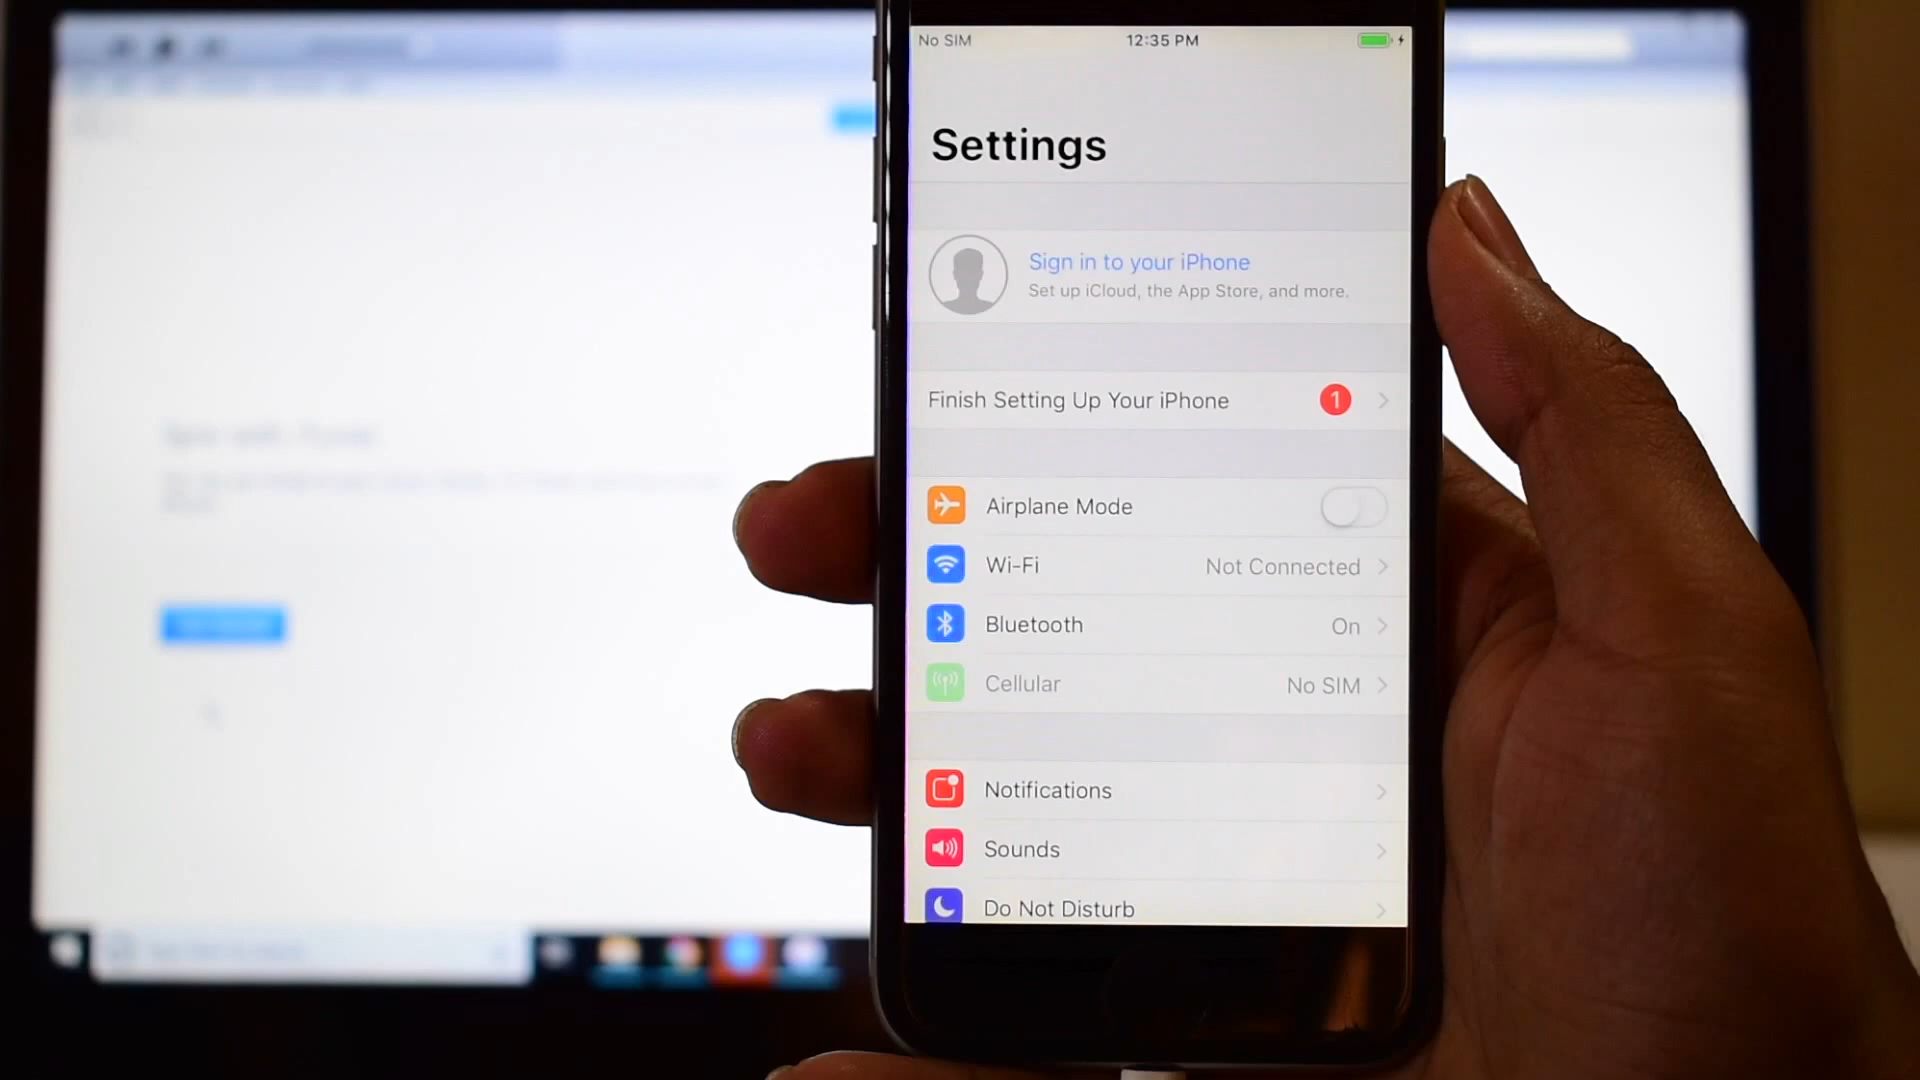 No SIM 12:35 PM
Settings
Sign in to your iPhone
Set up iCloud, the App Store, and more.
Finish Setting Up Your iPhone 1
Airplane Mode
Wi-Fi Not Connected
Bluetooth On
Cellular No SIM
Notifications
Sounds
Do Not Disturb